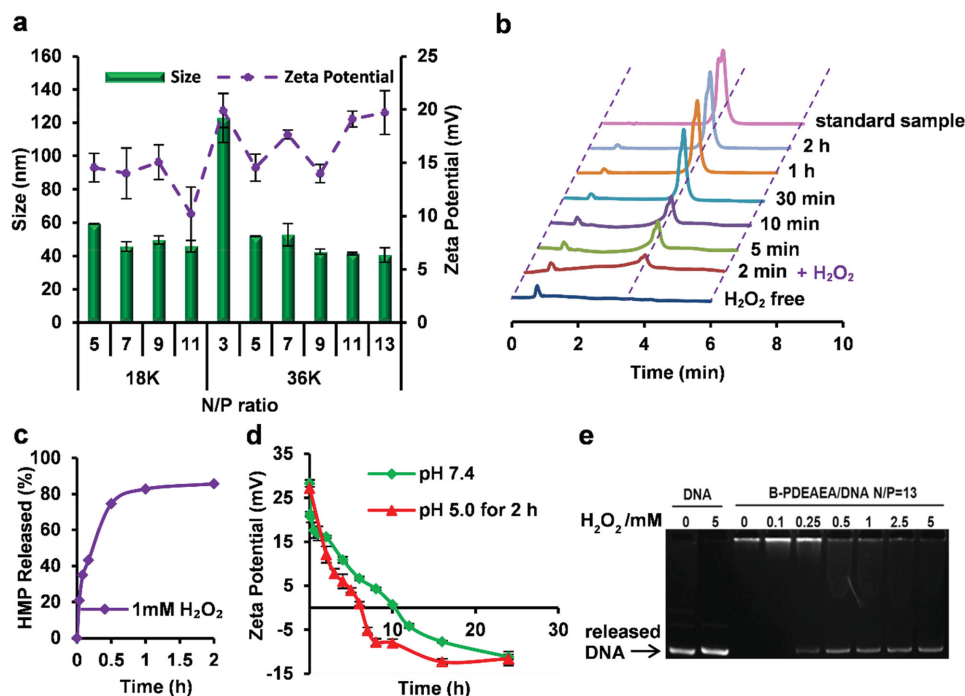 a
160
140
120
100
80
60
40
20
0
Size (nm)
Size
Zeta Potential
25
20
15
10
5
0
Zeta Potential (mV)
5 7 9 11 3 5 7 9 11 13
18K 36K
N/P ratio
b
standard sample
2 h
1 h
30 min
10 min
5 min
2 min + H₂O₂
H₂O₂ free
0 2 4 6 8 10
Time (min)
c
100
80
60
40
20
0
HMP Released (%)
1mM H₂O₂
0 0.5 1 1.5 2
Time (h)
d
35
25
15
5
-5
-15
Zeta Potential (mV)
pH 7.4
pH 5.0 for 2 h
10 20 30
Time (h)
e
DNA B-PDEAEA/DNA N/P=13
H₂O₂/mM 0 5 0 0.1 0.25 0.5 1 2.5 5
released
DNA →